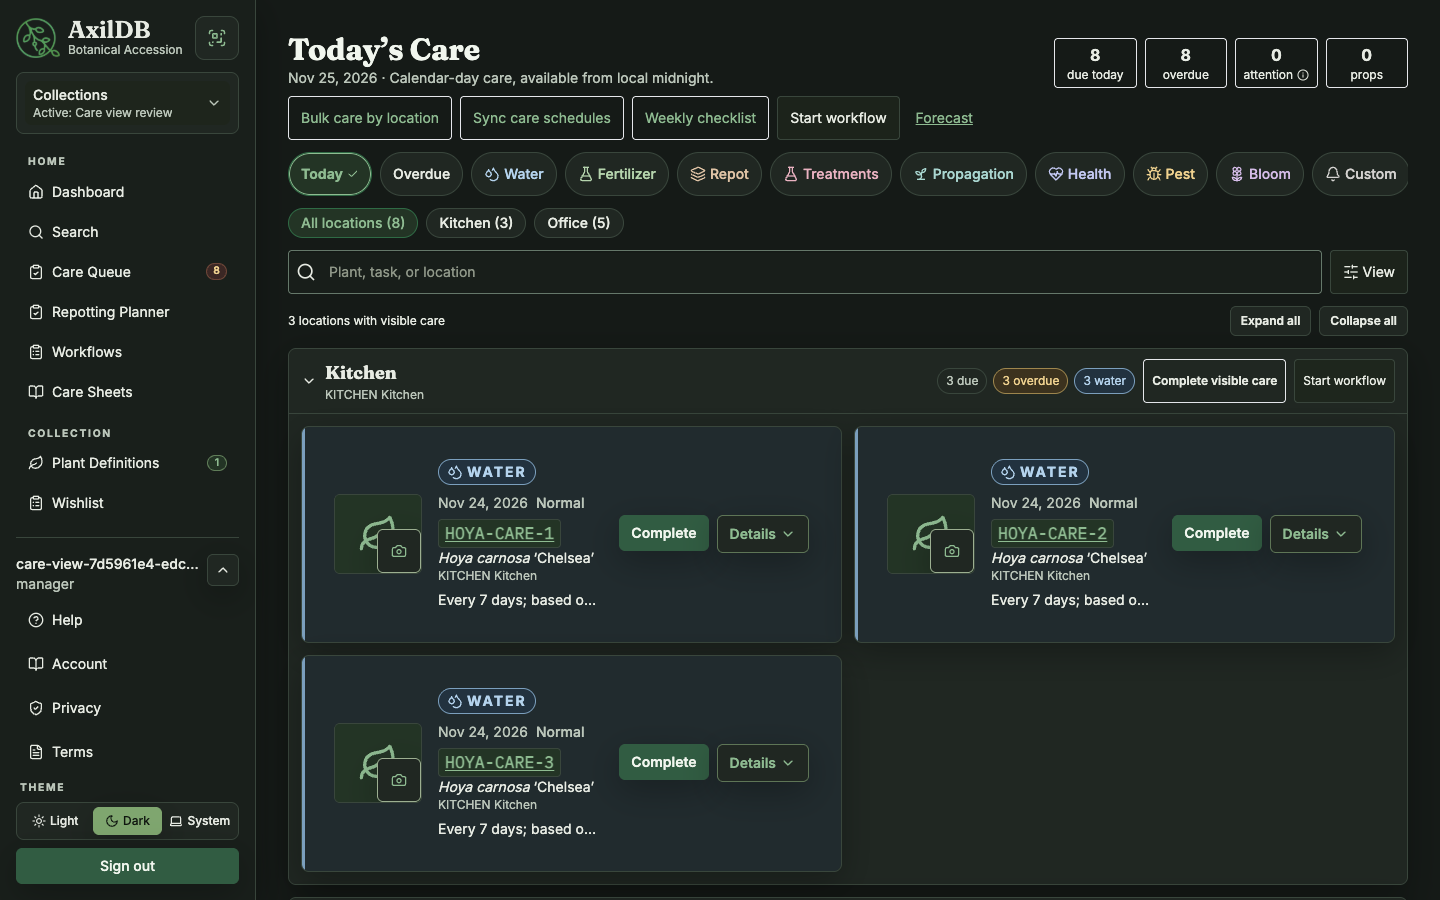 AxilDB
Botanical Accession
Collections
Active: Care view review
HOME
Dashboard
Search
Care Queue 8
Repotting Planner
Workflows
Care Sheets
COLLECTION
Plant Definitions 1
Wishlist
care-view-7d5961e4-edc...
manager
Help
Account
Privacy
Terms
THEME
Light Dark System
Sign out
Today's Care
Nov 25, 2026 · Calendar-day care, available from local midnight.
8 due today
8 overdue
0 attention
0 props
Bulk care by location Sync care schedules Weekly checklist Start workflow Forecast
Today Overdue Water Fertilizer Repot Treatments Propagation Health Pest Bloom Custom
All locations (8) Kitchen (3) Office (5)
Plant, task, or location
View
3 locations with visible care
Expand all Collapse all
Kitchen
KITCHEN Kitchen
3 due 3 overdue 3 water Complete visible care Start workflow
WATER
Nov 24, 2026 Normal
HOYA-CARE-1
Hoya carnosa ‘Chelsea’
KITCHEN Kitchen
Every 7 days; based o...
Complete Details
WATER
Nov 24, 2026 Normal
HOYA-CARE-2
Hoya carnosa ‘Chelsea’
KITCHEN Kitchen
Every 7 days; based o...
Complete Details
WATER
Nov 24, 2026 Normal
HOYA-CARE-3
Hoya carnosa ‘Chelsea’
KITCHEN Kitchen
Every 7 days; based o...
Complete Details